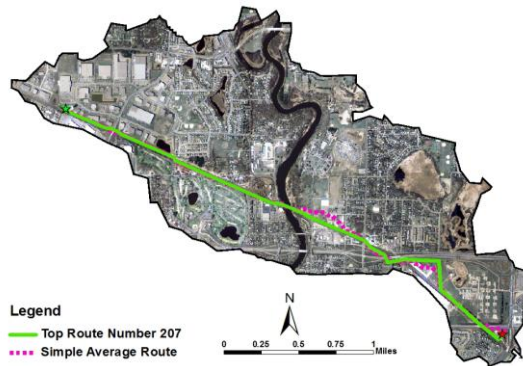 Legend
Top Route Number 207
Simple Average Route
N
0 0.25 0.5 0.75 1
Miles